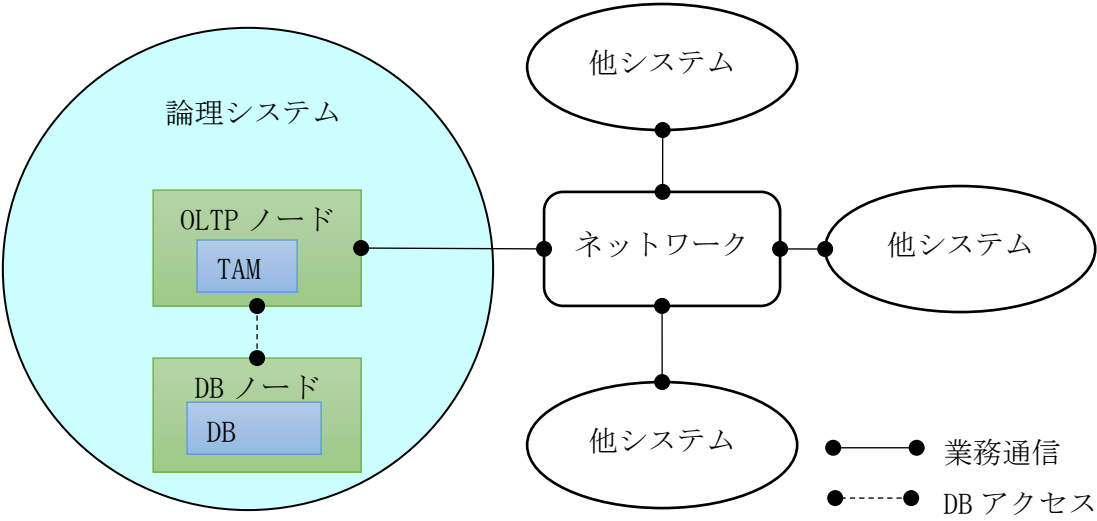 論理システム
OLTP ノード
TAM
DB ノード
DB
他システム
ネットワーク
他システム
他システム
業務通信
DB アクセス